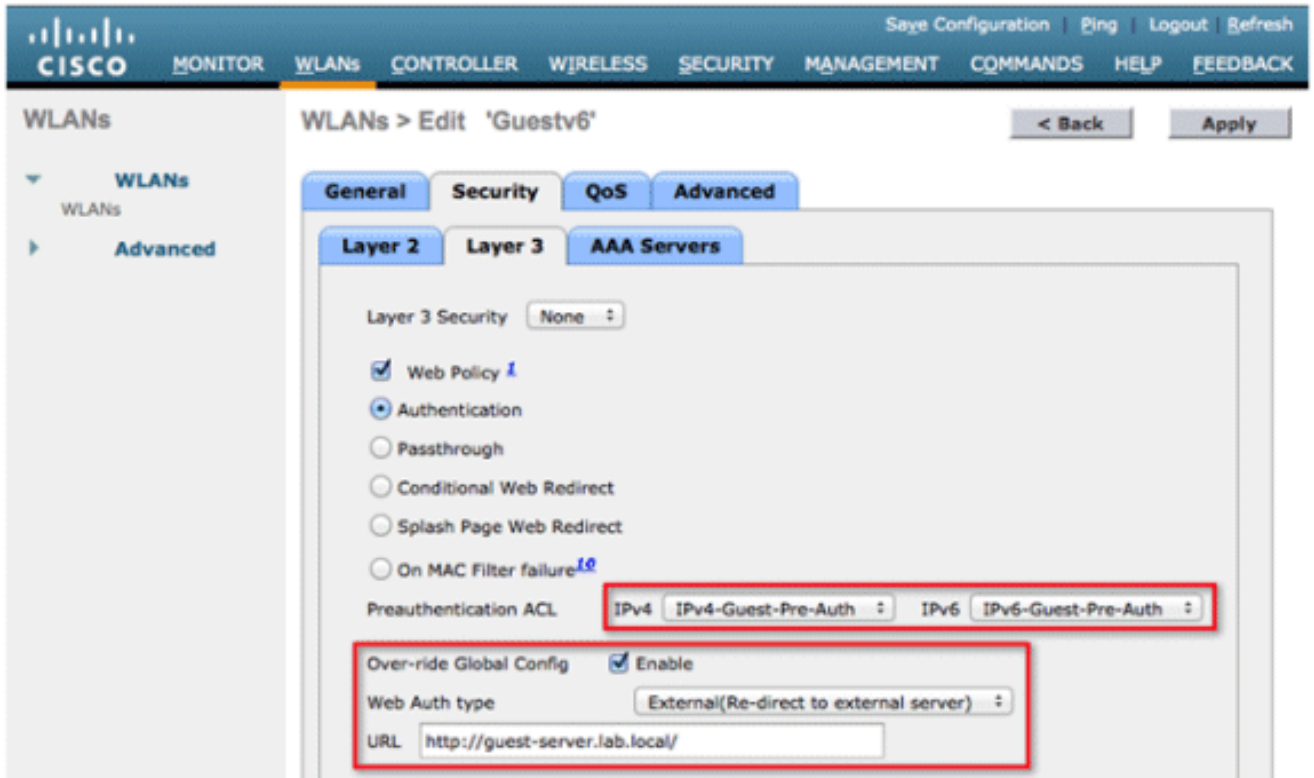 Save Configuration | Ping | Logout | Refresh
CISCO MONITOR WLANs CONTROLLER WIRELESS SECURITY MANAGEMENT COMMANDS HELP FEEDBACK
WLANs
WLANs > Edit 'Guestv6'
< Back Apply
WLANs
WLANs
Advanced
General Security QoS Advanced
Layer 2 Layer 3 AAA Servers
Layer 3 Security None
Web Policy 1
Authentication
Passthrough
Conditional Web Redirect
Splash Page Web Redirect
On MAC Filter failure10
Preauthentication ACL IPv4 IPv4-Guest-Pre-Auth IPv6 IPv6-Guest-Pre-Auth
Over-ride Global Config Enable
Web Auth type External(Re-direct to external server)
URL http://guest-server.lab.local/